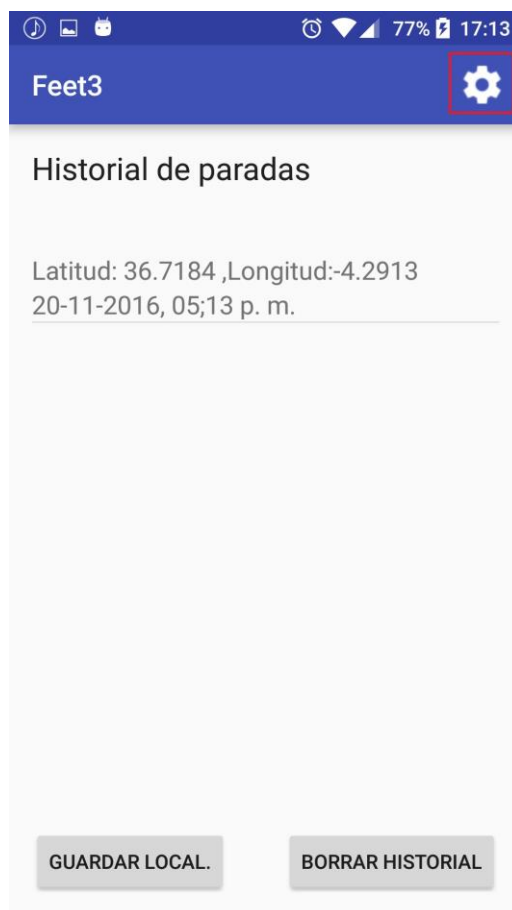 77% 17:13
Feet3
Historial de paradas
Latitud: 36.7184 ,Longitud:-4.2913
20-11-2016, 05;13 p. m.
GUARDAR LOCAL. BORRAR HISTORIAL